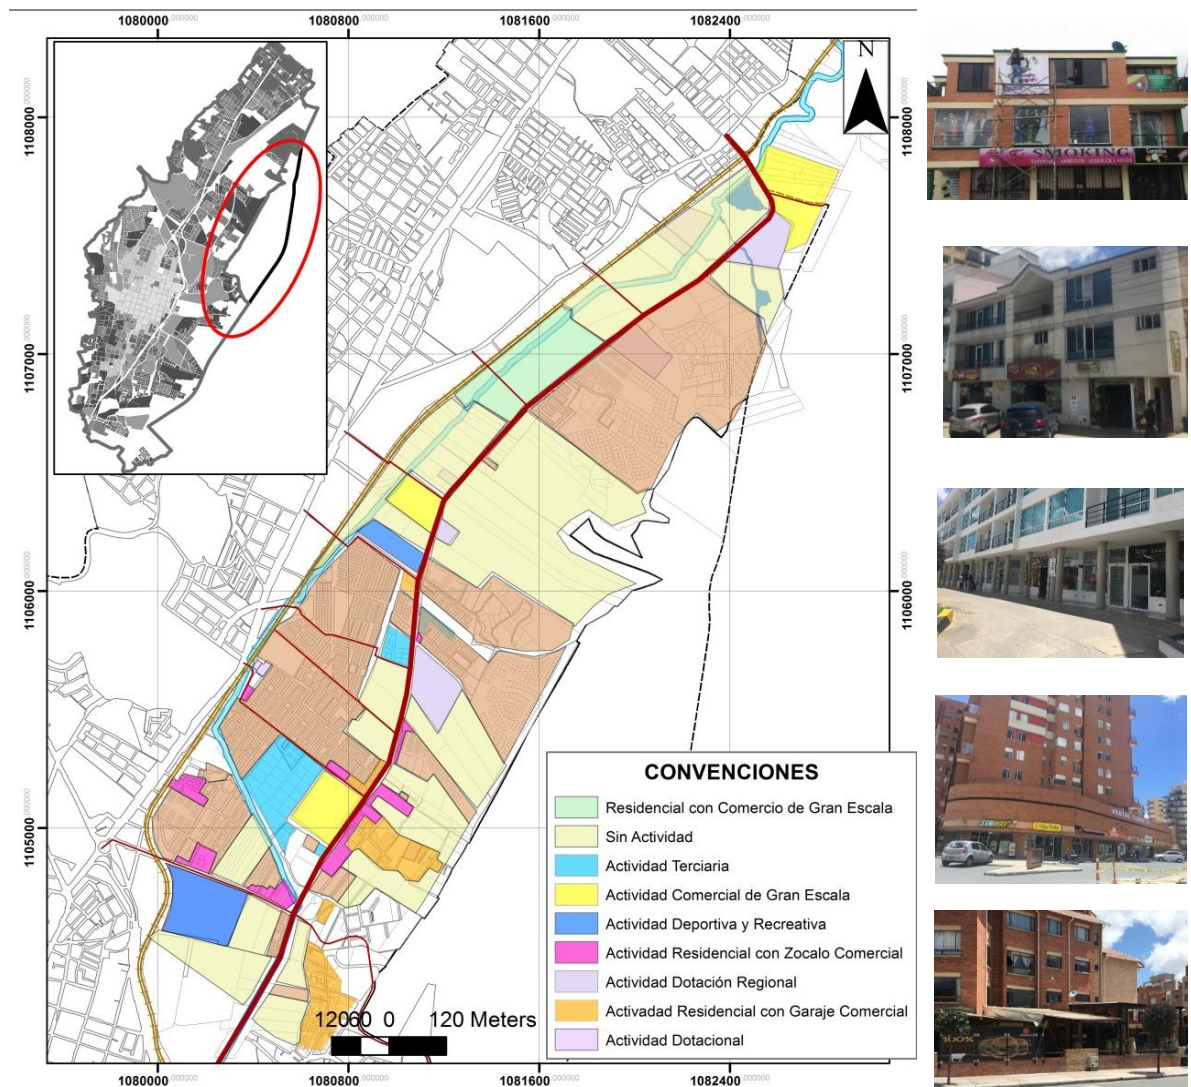 1080000,000000 1080800,000000 1081600,000000 1082400,000000
N
1108000,000000 1108000,000000
1107000,000000 1107000,000000
1106000,000000 1106000,000000
1105000,000000 1105000,000000
CONVENCIONES
Residencial con Comercio de Gran Escala
Sin Actividad
Actividad Terciaria
Actividad Comercial de Gran Escala
Actividad Deportiva y Recreativa
Actividad Residencial con Zocalo Comercial
Actividad Dotación Regional
Activadad Residencial con Garaje Comercial
Actividad Dotacional
12060 0 120 Meters
1080000,000000 1080800,000000 1081600,000000 1082400,000000
SMOKING
SUBWAY
100%